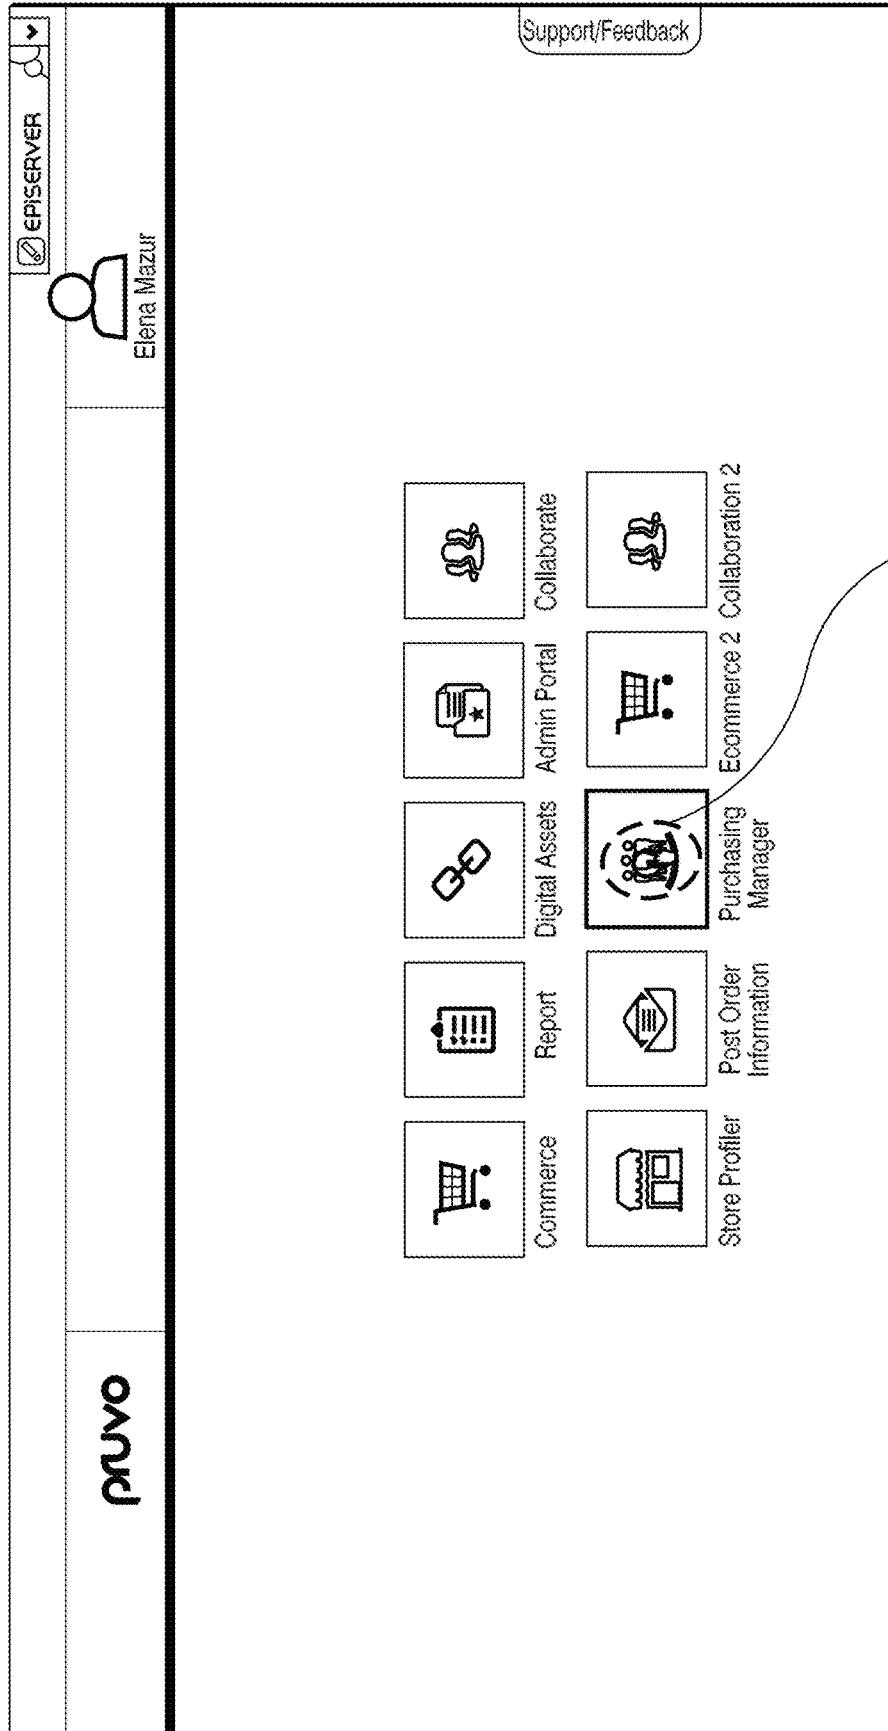 EPiSERVER
pruvo
Elena Mazur
Support/Feedback
Commerce
Report
Digital Assets
Admin Portal
Collaborate
Store Profiler
Post Order
Information
Purchasing
Manager
Ecommerce 2
Collaboration 2